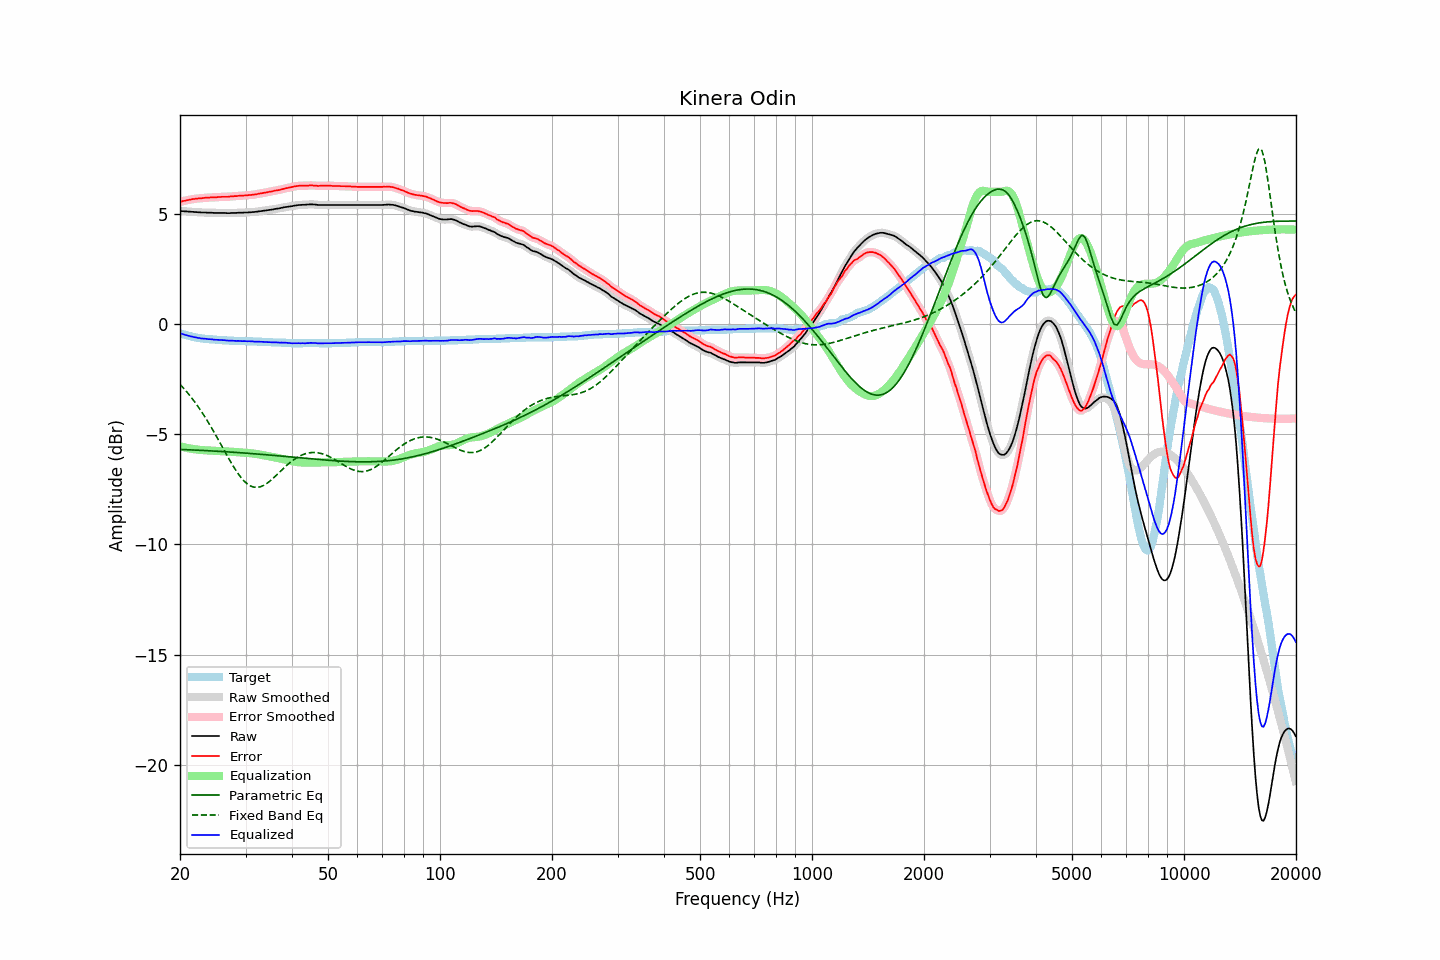 Kinera Odin
Amplitude (dBr)
5
0
−5
−10
−15
−20
Target
Raw Smoothed
Error Smoothed
Raw
Error
Equalization
Parametric Eq
Fixed Band Eq
Equalized
20 50 100 200 500 1000 2000 5000 10000 20000
Frequency (Hz)